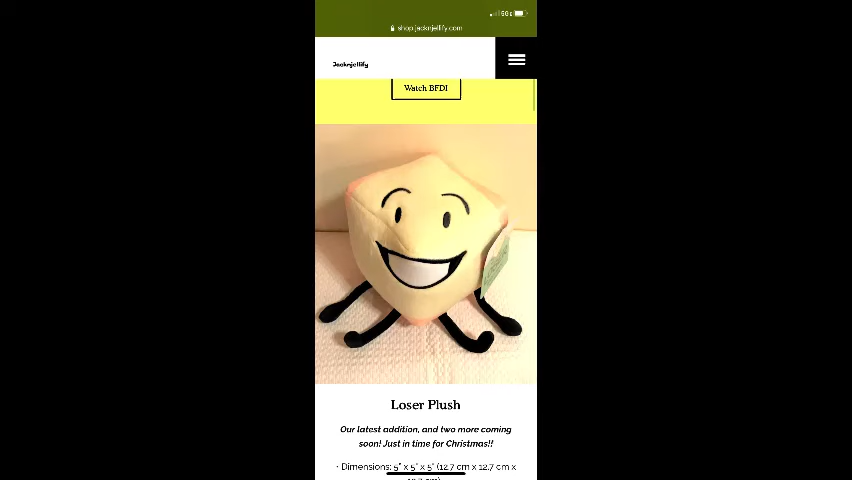 shop.jacknjellify.com
Jacknjellify
Watch BFDI
Loser Plush
Our latest addition, and two more coming
soon! Just in time for Christmas!!
• Dimensions: 5" x 5" x 5" (12.7 cm x 12.7 cm x